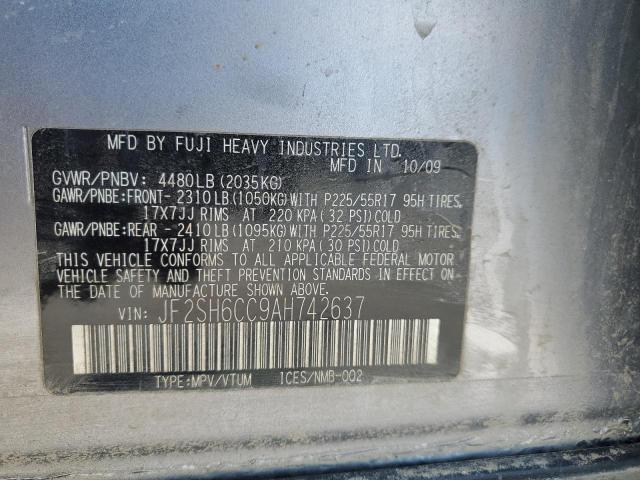 MFD BY FUJI HEAVY INDUSTRIES LTD.
MFD IN 10/09
GVWR/PNBV: 4480LB (2035KG)
GAWR/PNBE:FRONT- 2310LB(1050KG)WITH P225/55R17 95H TIRES,
17X7JJ RIMS AT 220 KPA(32 PSI)COLD
GAWR/PNBE:REAR - 2410LB(1095KG)WITH P225/55R17 95H TIRES,
17X7JJ RIMS AT 210 KPA(30 PSI)COLD
THIS VEHICLE CONFORMS TO ALL APPLICABLE FEDERAL MOTOR
VEHICLE SAFETY AND THEFT PREVENTION STANDARDS IN EFFECT ON
THE DATE OF MANUFACTURE SHOWN ABOVE.
VIN: JF2SH6CC9AH742637
TYPE:MPV/VTUM ICES/NMB-002